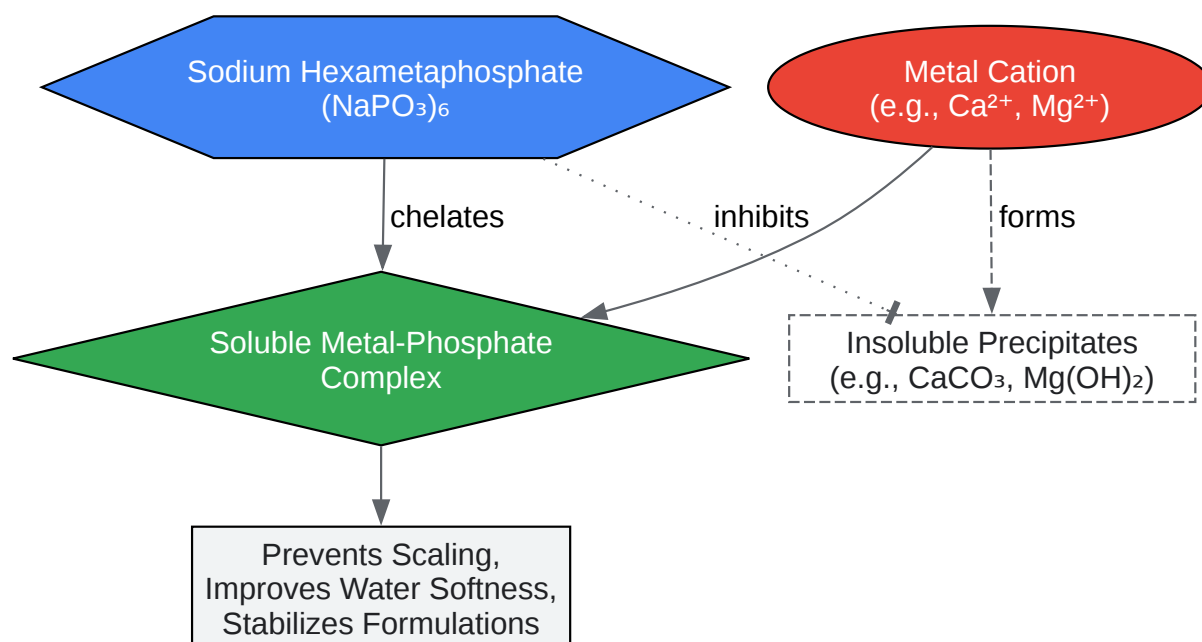 Sodium Hexametaphosphate
(NaPO₃)₆
Metal Cation
(e.g., Ca²⁺, Mg²⁺)
chelates
inhibits
forms
Soluble Metal-Phosphate
Complex
Insoluble Precipitates
(e.g., CaCO₃, Mg(OH)₂)
Prevents Scaling,
Improves Water Softness,
Stabilizes Formulations